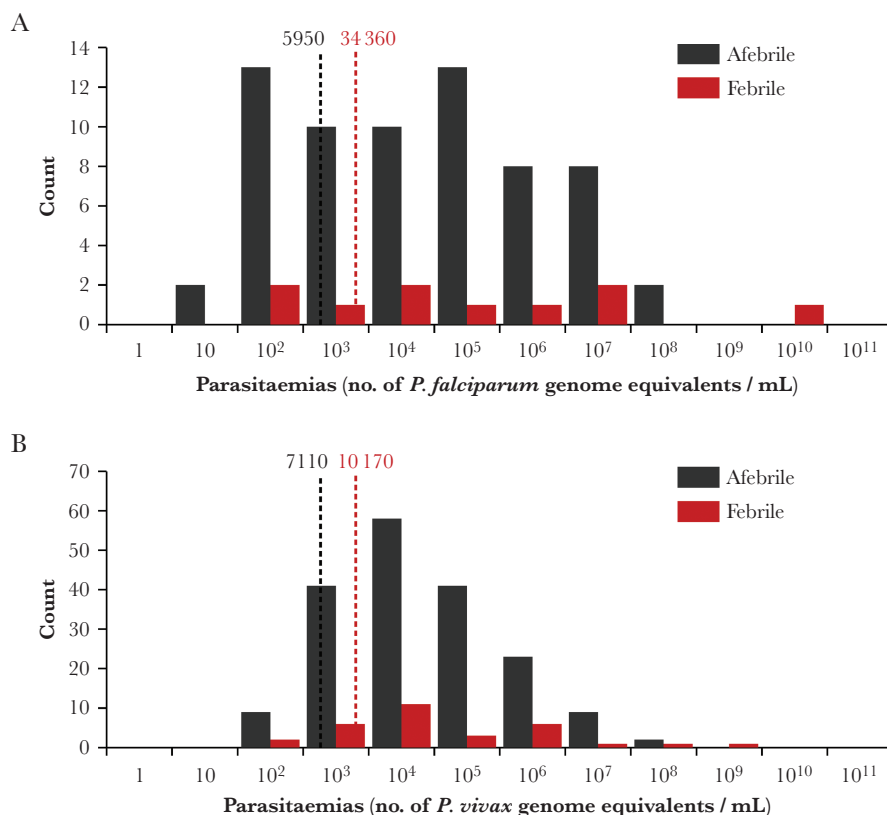 A
5950 34 360
14
12
10
8
6
4
2
0
Count
Afebrile
Febrile
1 10 10² 10³ 10⁴ 10⁵ 10⁶ 10⁷ 10⁸ 10⁹ 10¹⁰ 10¹¹
Parasitaemias (no. of P. falciparum genome equivalents / mL)
B
7110 10 170
70
60
50
40
30
20
10
0
Count
Afebrile
Febrile
1 10 10² 10³ 10⁴ 10⁵ 10⁶ 10⁷ 10⁸ 10⁹ 10¹⁰ 10¹¹
Parasitaemias (no. of P. vivax genome equivalents / mL)